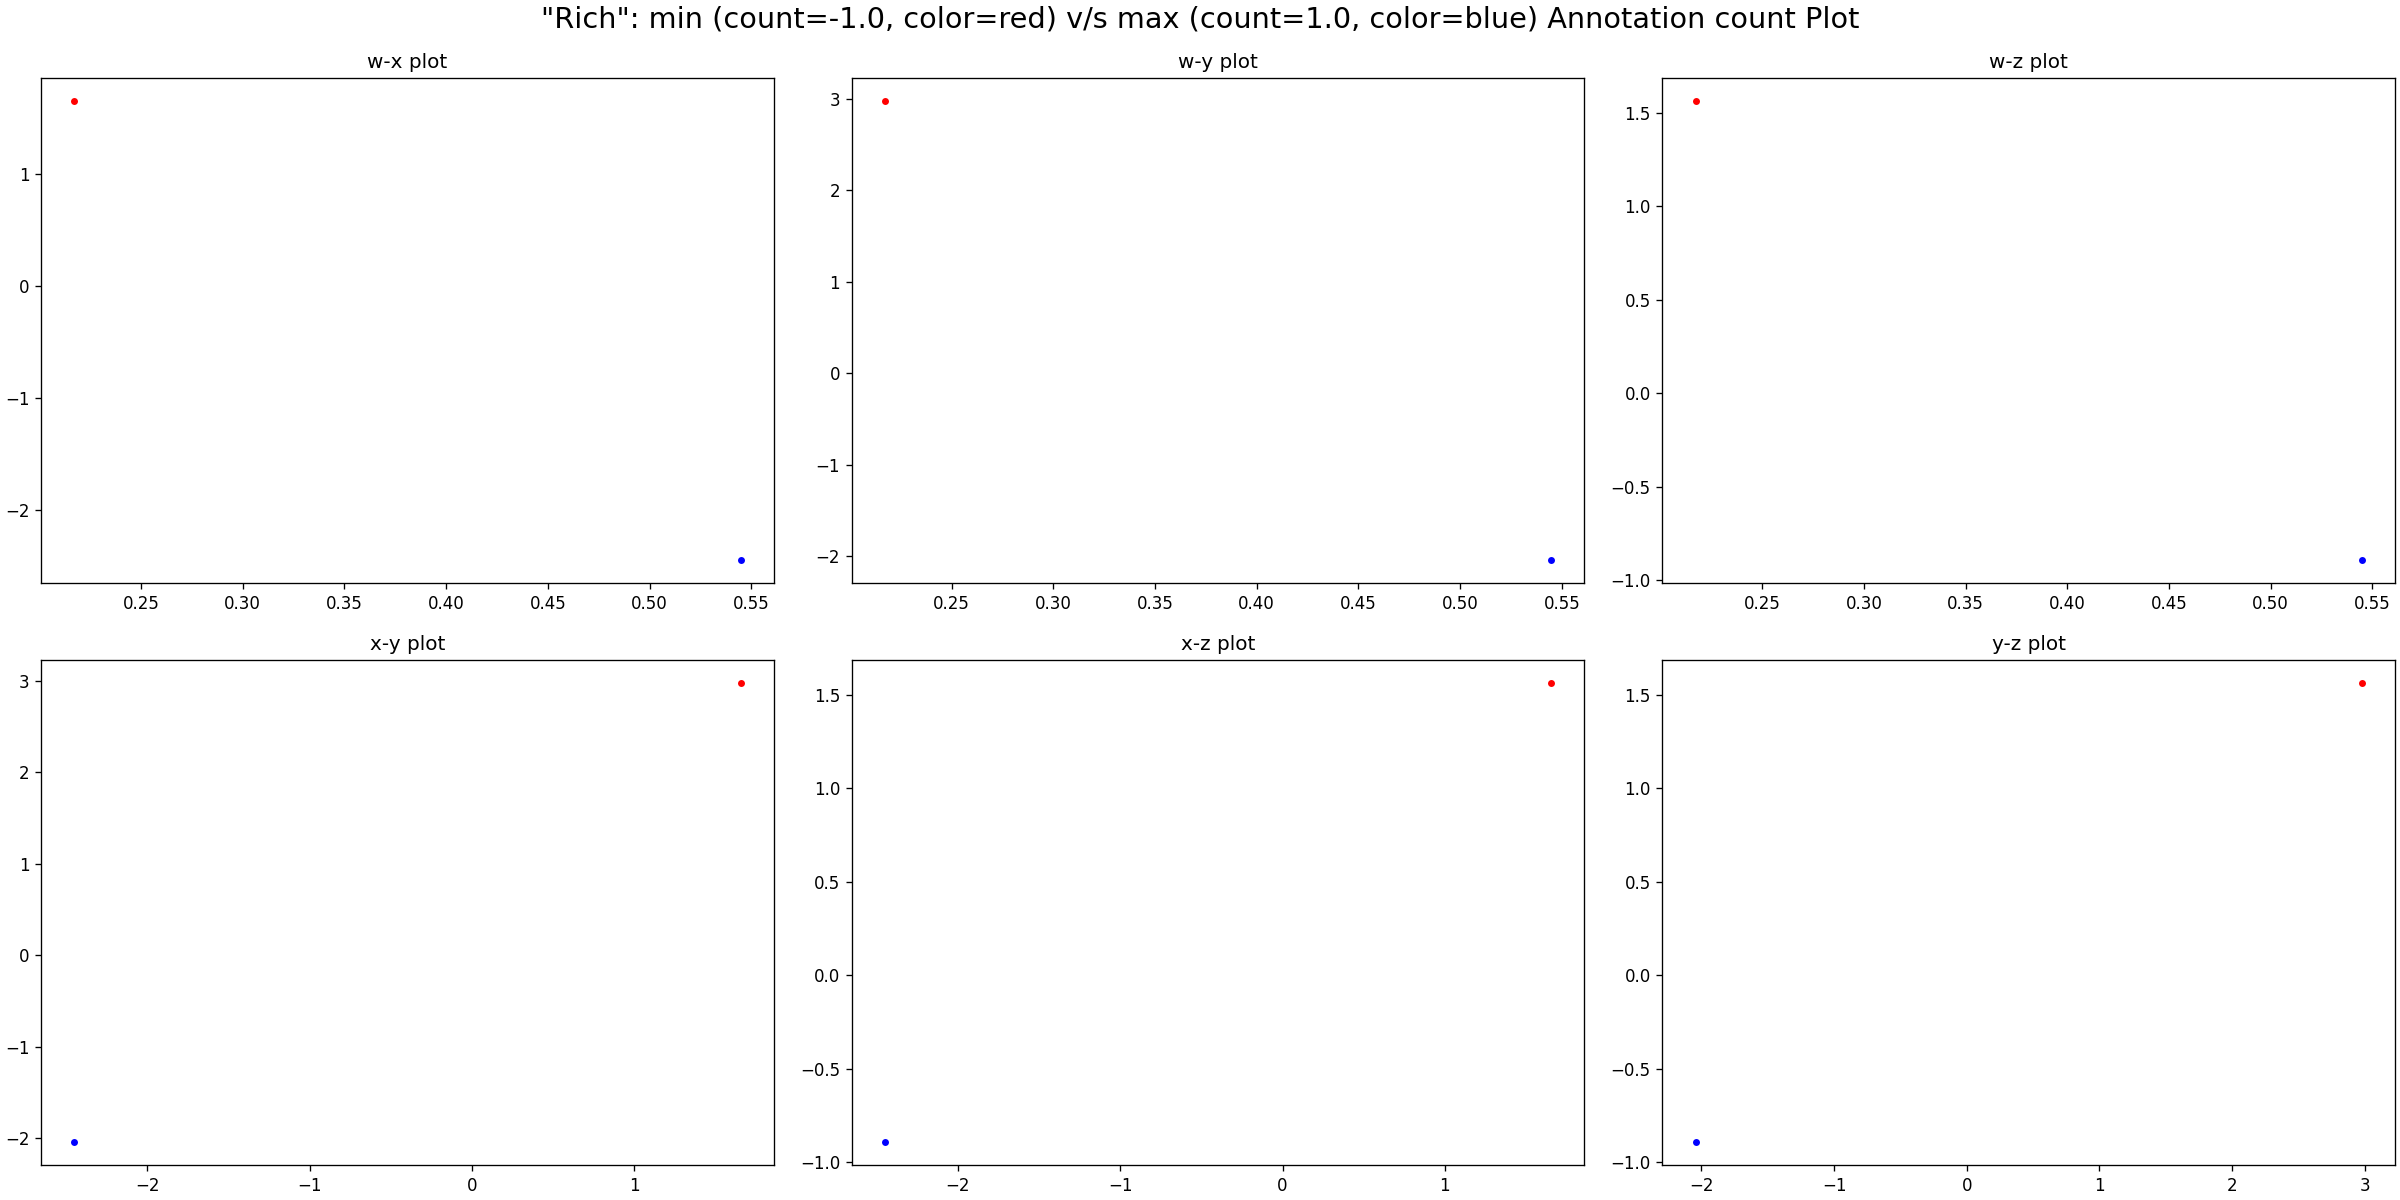 "Rich": min (count=-1.0, color=red) v/s max (count=1.0, color=blue) Annotation count Plot
w-x plot
1
0
−1
−2
0.25 0.30 0.35 0.40 0.45 0.50 0.55
w-y plot
3
2
1
0
−1
−2
0.25 0.30 0.35 0.40 0.45 0.50 0.55
w-z plot
1.5
1.0
0.5
0.0
−0.5
−1.0
0.25 0.30 0.35 0.40 0.45 0.50 0.55
x-y plot
3
2
1
0
−1
−2
−2 −1 0 1
x-z plot
1.5
1.0
0.5
0.0
−0.5
−1.0
−2 −1 0 1
y-z plot
1.5
1.0
0.5
0.0
−0.5
−1.0
−2 −1 0 1 2 3